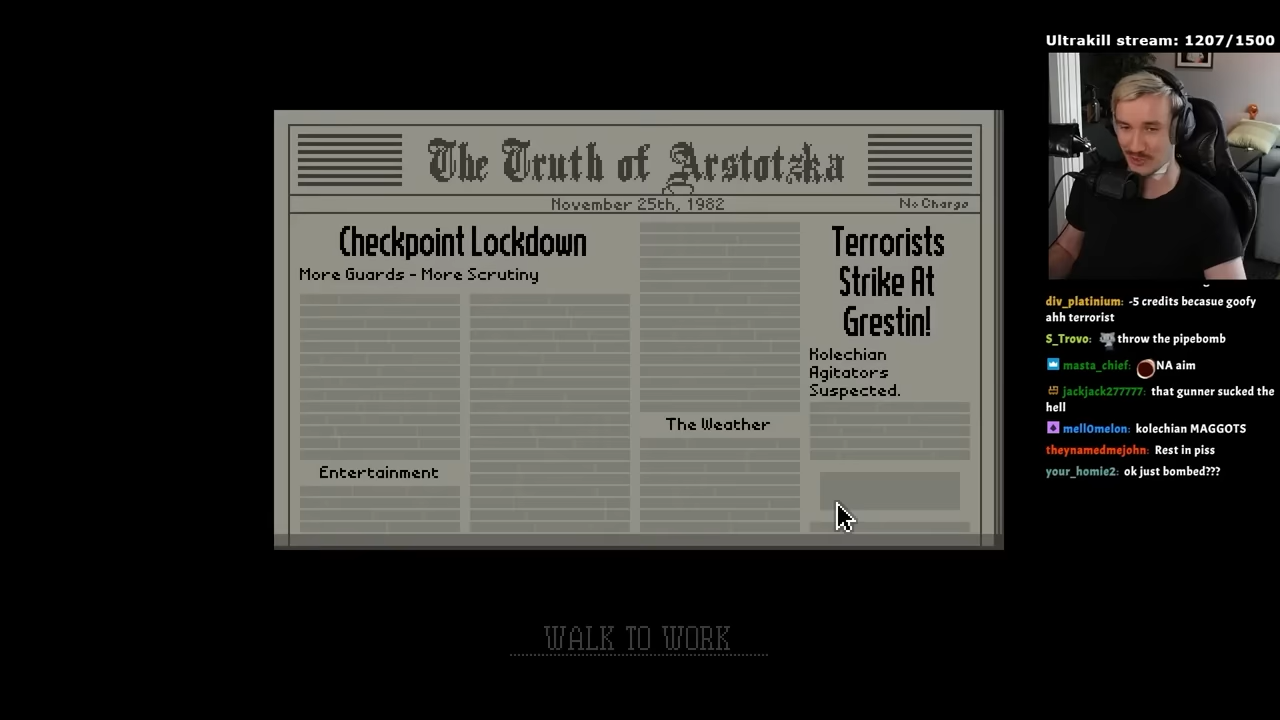 Ultrakill stream: 1207/1500
The Truth of Arstotzka
November 25th, 1982
No Charge
Checkpoint Lockdown
More Guards - More Scrutiny
Entertainment
The Weather
Terrorists
Strike At
Grestin!
Kolechian
Agitators
Suspected.
WALK TO WORK
div_platinium: -5 credits becasue goofy
ahh terrorist
S_Trovo: throw the pipebomb
masta_chief: NA aim
jackjack277777: that gunner sucked the
hell
mell0melon: kolechian MAGGOTS
theynamedmejohn: Rest in piss
your_homie2: ok just bombed???